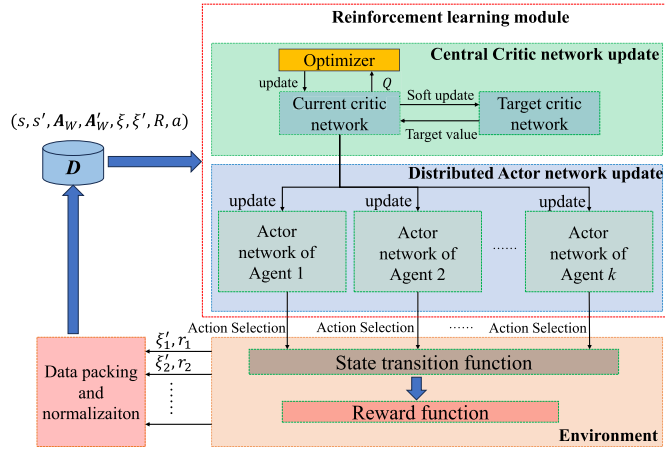 Reinforcement learning module
Central Critic network update
Optimizer
update
Q
Current critic
network
Soft update
Target value
Target critic
network
(s, s′, A_W, A′_W, ξ, ξ′, R, a)
D
Distributed Actor network update
update
update
update
Actor
network of
Agent 1
Actor
network of
Agent 2
......
Actor
network of
Agent k
Action Selection
Action Selection
......
Action Selection
ξ′_1, r_1
ξ′_2, r_2
......
Data packing
and
normalizaiton
State transition function
Reward function
Environment